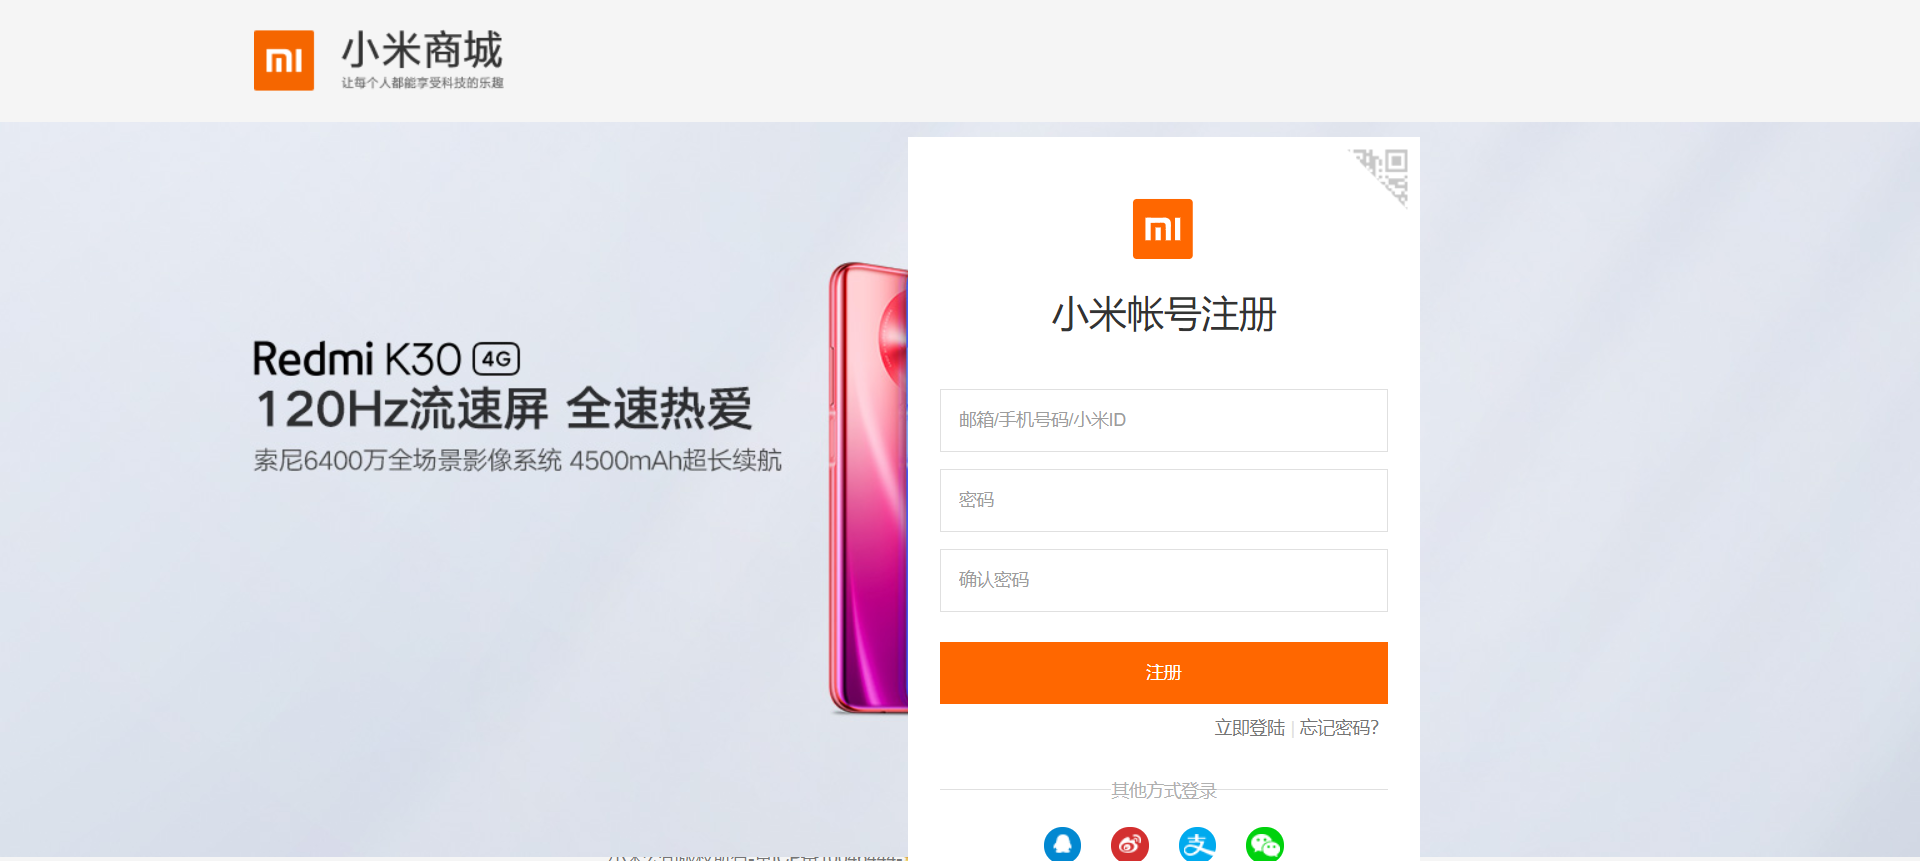 小米商城
让每个人都能享受科技的乐趣
小米帐号注册
Redmi K30 4G
120Hz流速屏 全速热爱
索尼6400万全场景影像系统 4500mAh超长续航
邮箱/手机号码/小米ID
密码
确认密码
注册
立即登陆 | 忘记密码?
其他方式登录